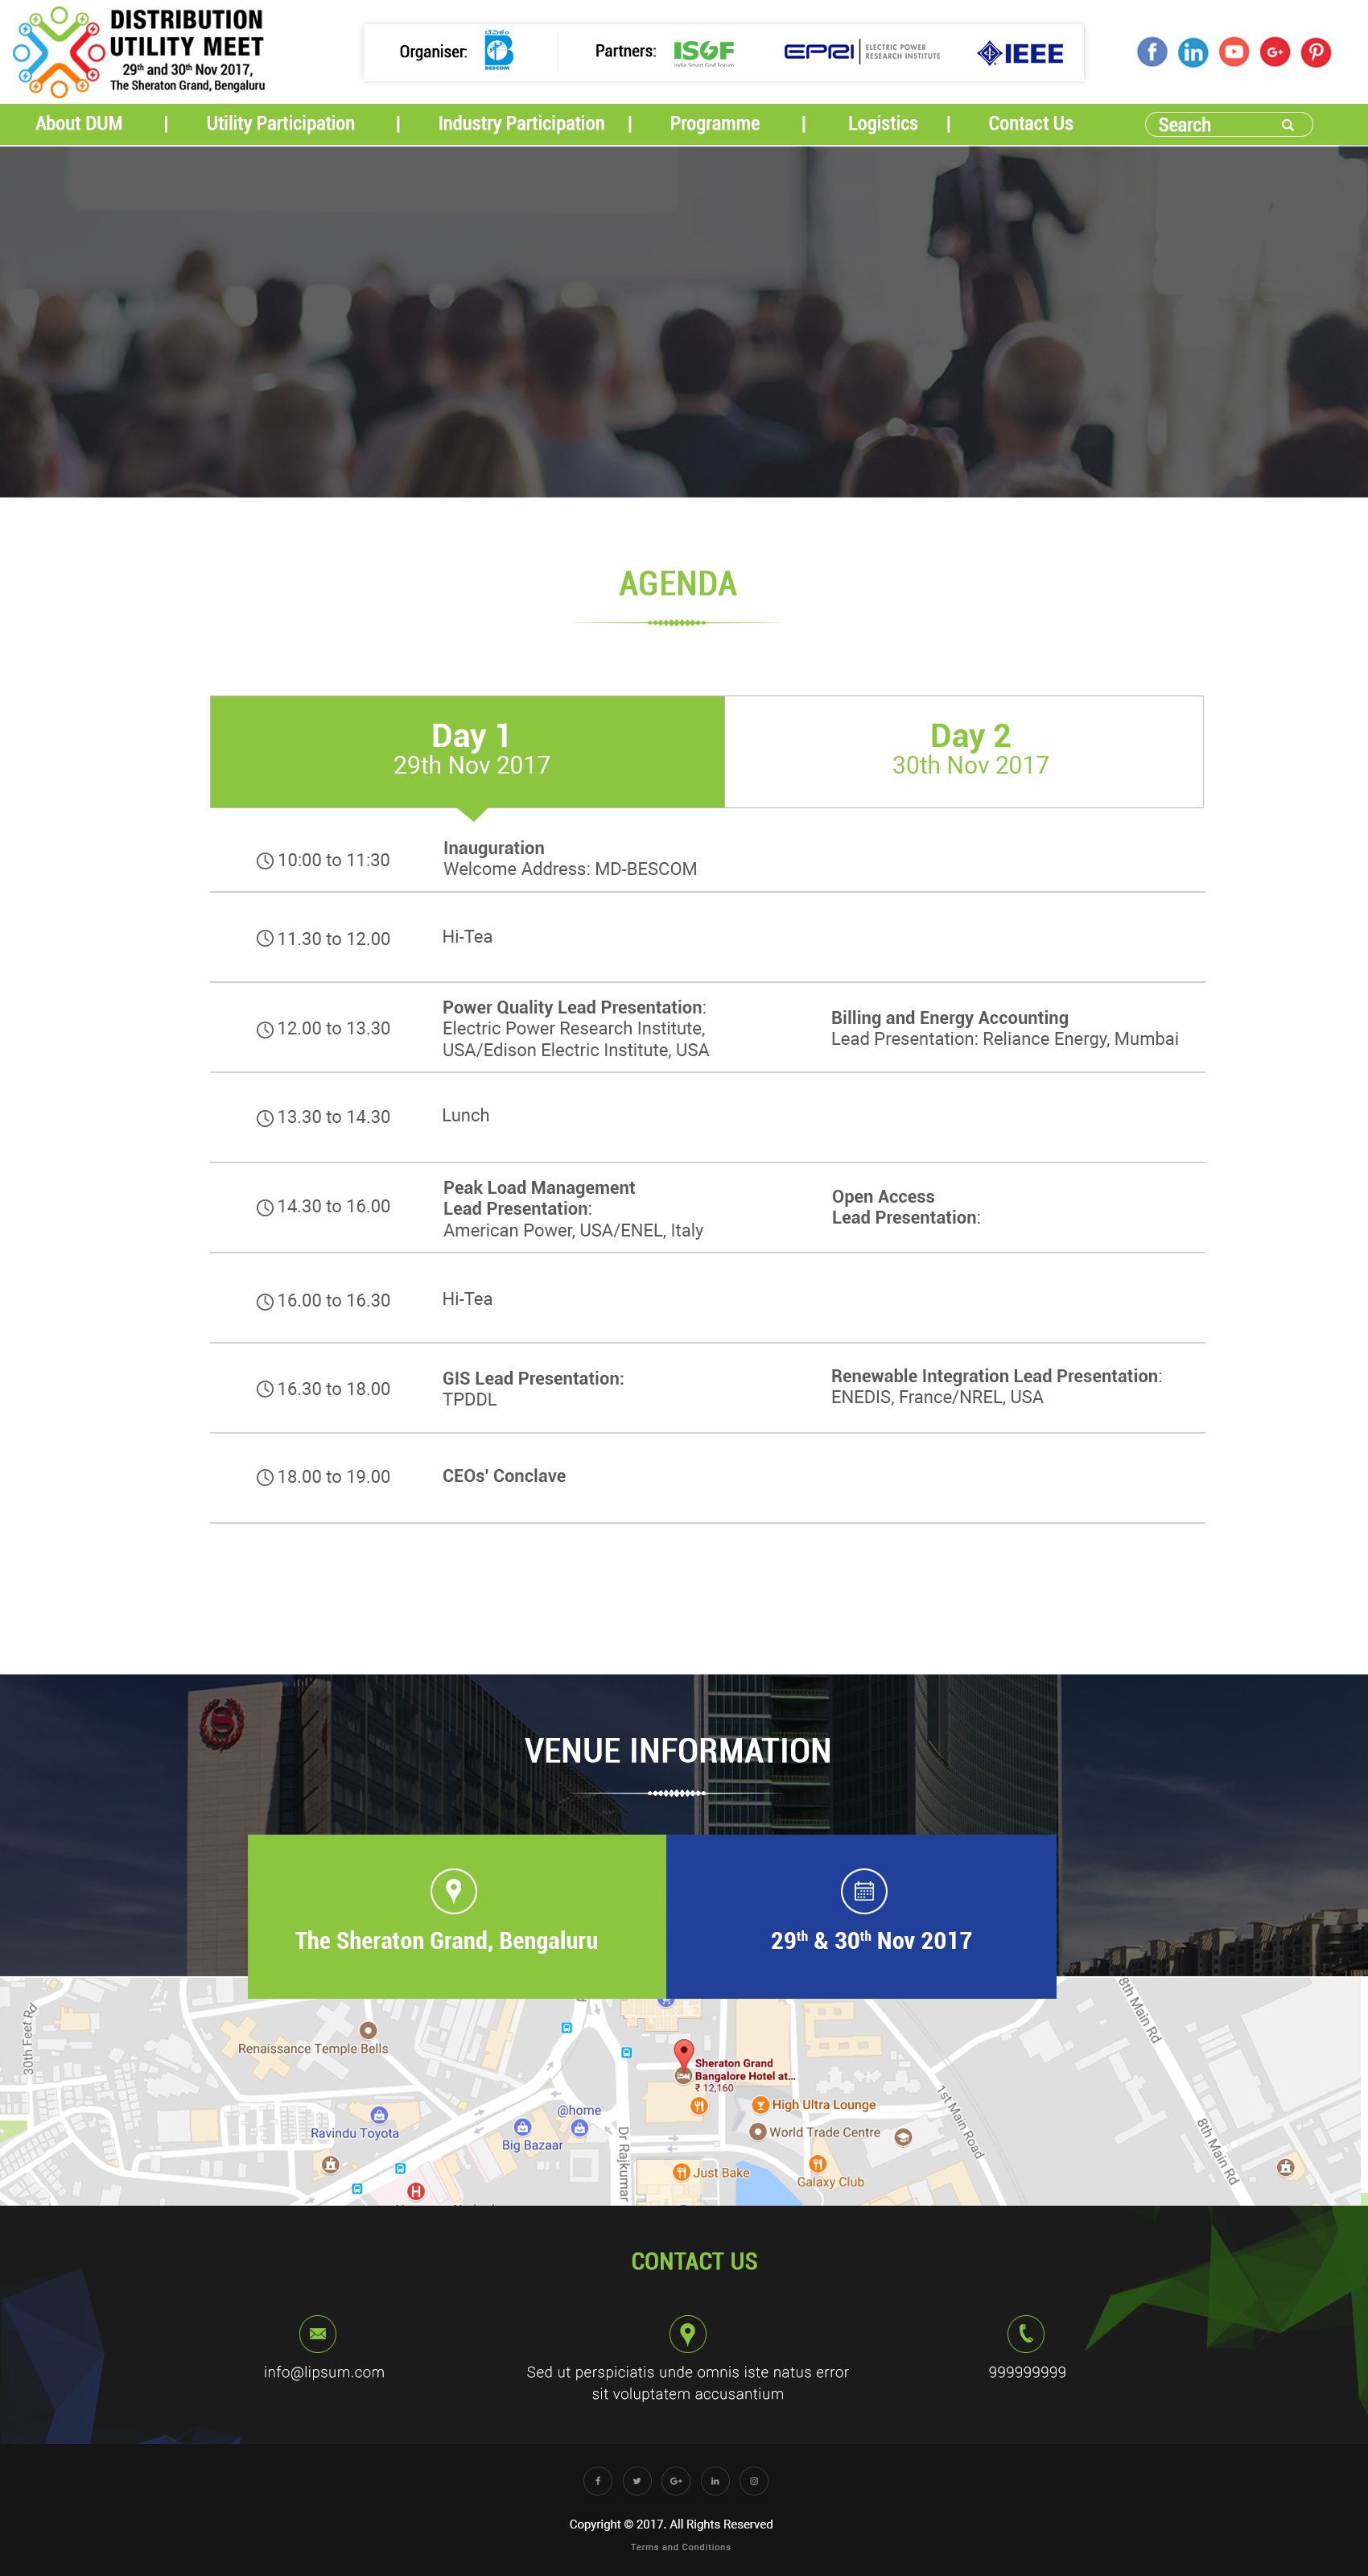 DISTRIBUTION
UTILITY MEET
29th and 30th Nov 2017,
The Sheraton Grand, Bengaluru
Organiser:
BESCOM
Partners:
ISGF
India Smart Grid Forum
EPRI
ELECTRIC POWER
RESEARCH INSTITUTE
IEEE
About DUM | Utility Participation | Industry Participation | Programme | Logistics | Contact Us
Search
AGENDA
Day 1
29th Nov 2017
Day 2
30th Nov 2017
10:00 to 11:30
Inauguration
Welcome Address: MD-BESCOM
11.30 to 12.00
Hi-Tea
12.00 to 13.30
Power Quality Lead Presentation:
Electric Power Research Institute,
USA/Edison Electric Institute, USA
Billing and Energy Accounting
Lead Presentation: Reliance Energy, Mumbai
13.30 to 14.30
Lunch
14.30 to 16.00
Peak Load Management
Lead Presentation:
American Power, USA/ENEL, Italy
Open Access
Lead Presentation:
16.00 to 16.30
Hi-Tea
16.30 to 18.00
GIS Lead Presentation:
TPDDL
Renewable Integration Lead Presentation:
ENEDIS, France/NREL, USA
18.00 to 19.00
CEOs' Conclave
VENUE INFORMATION
The Sheraton Grand, Bengaluru
29th & 30th Nov 2017
30th Feet Rd
Renaissance Temple Bells
8th Main Rd
Sheraton Grand
Bangalore Hotel at...
₹ 12,160
High Ultra Lounge
@home
Ravindu Toyota
Big Bazaar
World Trade Centre
1st Main Road
Dr Rajkumar
8th Main Rd
Just Bake
Galaxy Club
CONTACT US
info@lipsum.com
Sed ut perspiciatis unde omnis iste natus error
sit voluptatem accusantium
999999999
Copyright © 2017. All Rights Reserved
Terms and Conditions